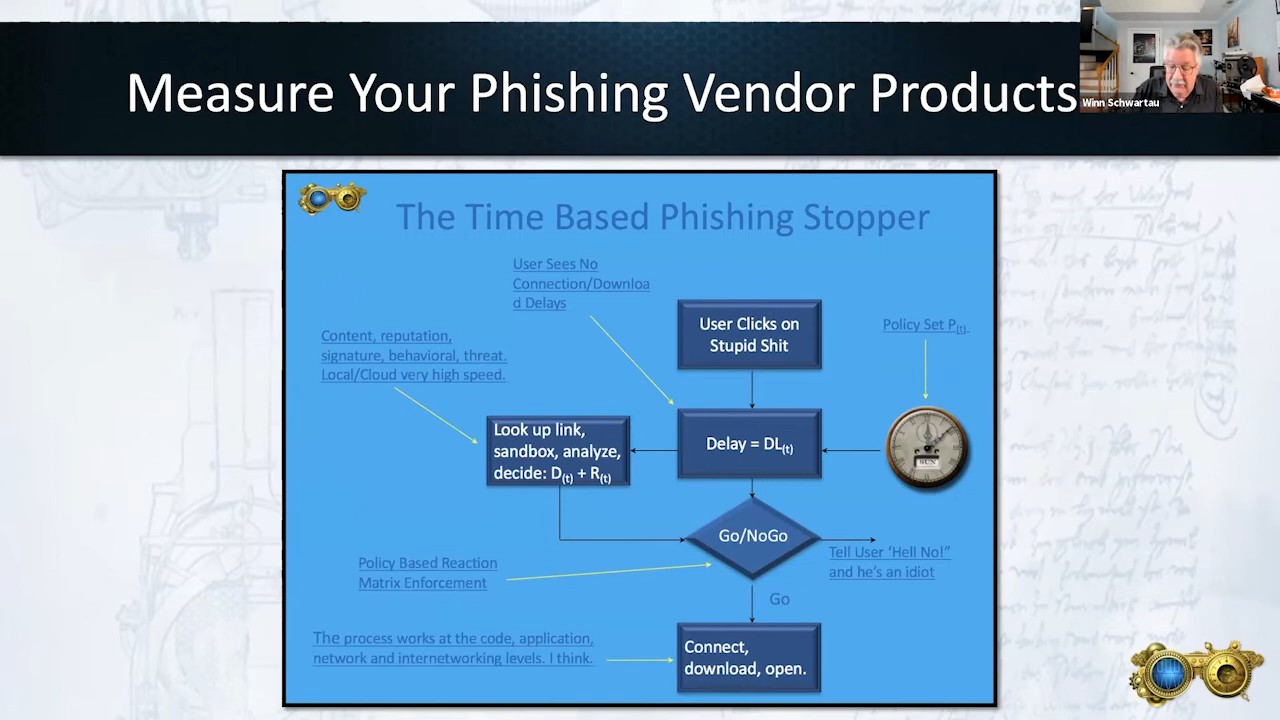 Measure Your Phishing Vendor Products
Winn Schwartau
The Time Based Phishing Stopper
User Sees No
Connection/Downloa
d Delays
User Clicks on
Stupid Shit
Policy Set P(t)
Content, reputation,
signature, behavioral, threat.
Local/Cloud very high speed.
Look up link,
sandbox, analyze,
decide: D(t) + R(t)
Delay = DL(t)
SUN
Go/NoGo
Tell User ‘Hell No!”
and he’s an idiot
Policy Based Reaction
Matrix Enforcement
Go
The process works at the code, application,
network and internetworking levels. I think.
Connect,
download, open.